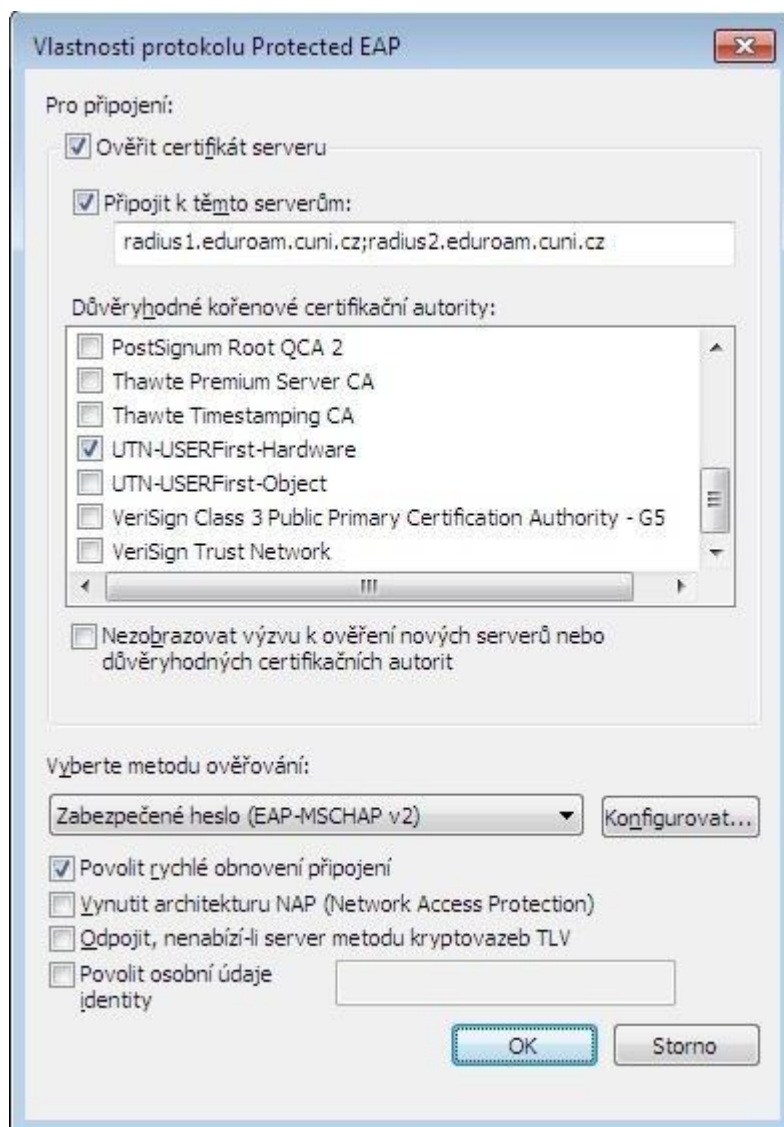 Vlastnosti protokolu Protected EAP
Pro připojení:
Ověřit certifikát serveru
Připojit k těmto serverům:
radius1.eduroam.cuni.cz;radius2.eduroam.cuni.cz
Důvěryhodné kořenové certifikační autority:
PostSignum Root QCA 2
Thawte Premium Server CA
Thawte Timestamping CA
UTN-USERFirst-Hardware
UTN-USERFirst-Object
VeriSign Class 3 Public Primary Certification Authority - G5
VeriSign Trust Network
Nezobrazovat výzvu k ověření nových serverů nebo
důvěryhodných certifikačních autorit
Vyberte metodu ověřování:
Zabezpečené heslo (EAP-MSCHAP v2)
Konfigurovat...
Povolit rychlé obnovení připojení
Vynutit architekturu NAP (Network Access Protection)
Odpojit, nenabízí-li server metodu kryptovazeb TLV
Povolit osobní údaje
identity
OK
Storno